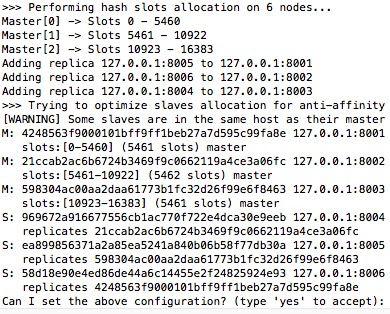 >>> Performing hash slots allocation on 6 nodes...
Master[0] -> Slots 0 - 5460
Master[1] -> Slots 5461 - 10922
Master[2] -> Slots 10923 - 16383
Adding replica 127.0.0.1:8005 to 127.0.0.1:8001
Adding replica 127.0.0.1:8006 to 127.0.0.1:8002
Adding replica 127.0.0.1:8004 to 127.0.0.1:8003
>>> Trying to optimize slaves allocation for anti-affinity
[WARNING] Some slaves are in the same host as their master
M: 4248563f9000101bff9ff1beb27a7d595c99fa8e 127.0.0.1:8001
slots:[0-5460] (5461 slots) master
M: 21ccab2ac6b6724b3469f9c0662119a4ce3a06fc 127.0.0.1:8002
slots:[5461-10922] (5462 slots) master
M: 598304ac00aa2daa61773b1fc32d26f99e6f8463 127.0.0.1:8003
slots:[10923-16383] (5461 slots) master
S: 969672a916677556cb1ac770f722e4dca30e9eeb 127.0.0.1:8004
replicates 21ccab2ac6b6724b3469f9c0662119a4ce3a06fc
S: ea899856371a2a85ea5241a840b06b58f77db30a 127.0.0.1:8005
replicates 598304ac00aa2daa61773b1fc32d26f99e6f8463
S: 58d18e90e4ed86de44a6c14455e2f24825924e93 127.0.0.1:8006
replicates 4248563f9000101bff9ff1beb27a7d595c99fa8e
Can I set the above configuration? (type 'yes' to accept):